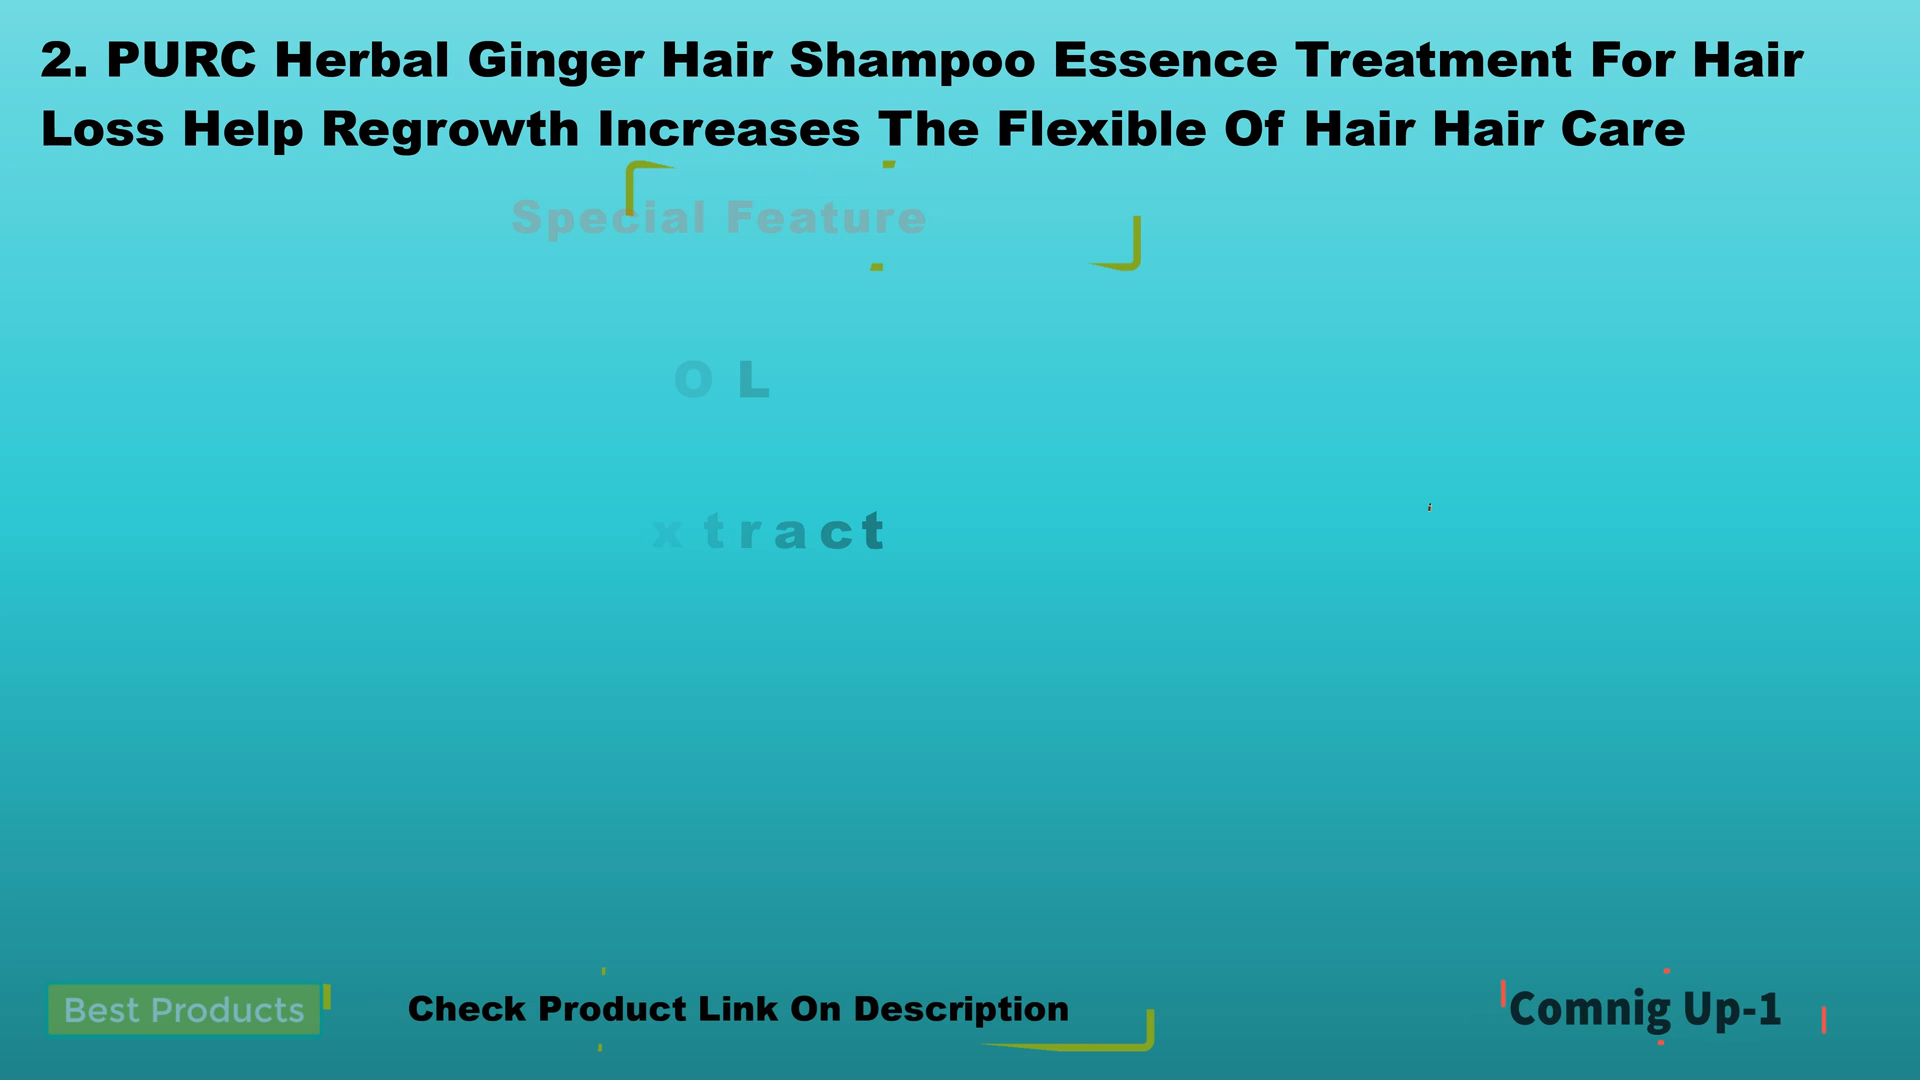 2. PURC Herbal Ginger Hair Shampoo Essence Treatment For Hair
Loss Help Regrowth Increases The Flexible Of Hair Hair Care
Special Feature
O L
xtract
Best Products
Check Product Link On Description
Comnig Up-1